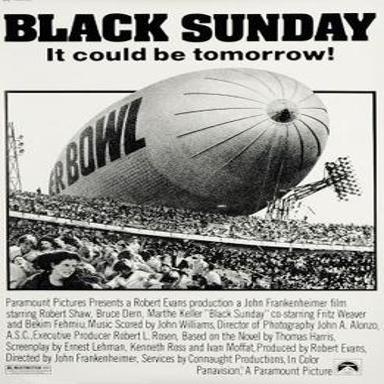 BLACK SUNDAY
It could be tomorrow!
ER BOWL
Paramount Pictures Presents a Robert Evans production a John Frankenheimer film
starring Robert Shaw, Bruce Dern, Marthe Keller "Black Sunday" co-starring Fritz Weaver
and Bekim Fehmiu, Music Scored by John Williams, Director of Photography John A. Alonzo,
A.S.C., Executive Producer Robert L. Rosen, Based on the Novel by Thomas Harris,
Screenplay by Ernest Lehman, Kenneth Ross and Ivan Moffat, Produced by Robert Evans,
Directed by John Frankenheimer, Services by Connaught Productions, In Color
Panavision, A Paramount Picture